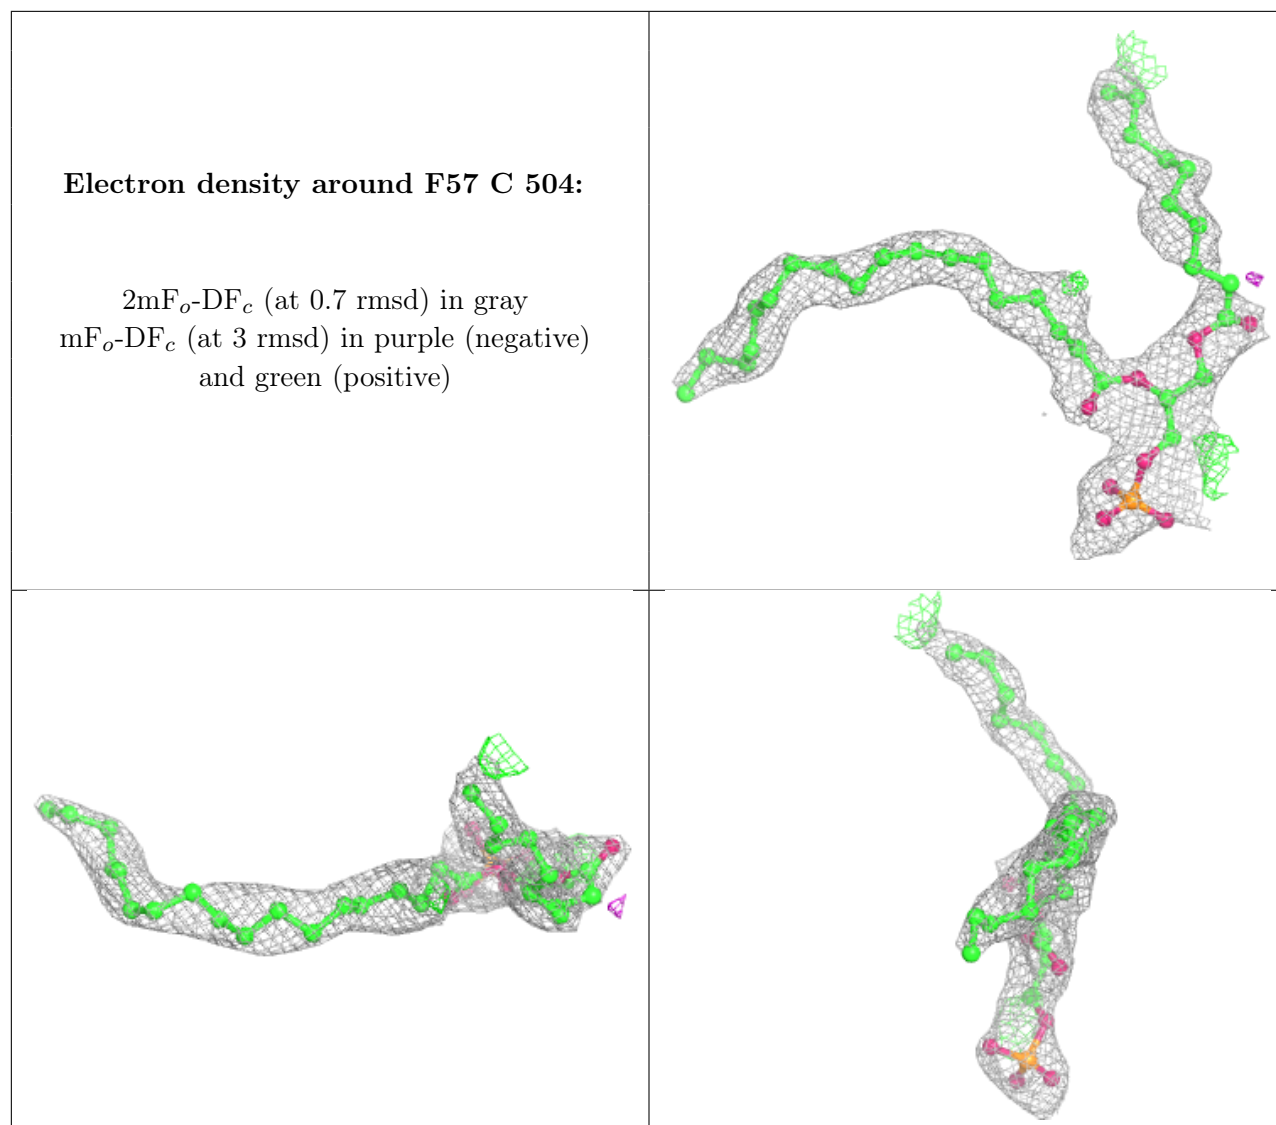 Electron density around F57 C 504:
2mFo-DFc (at 0.7 rmsd) in gray
mFo-DFc (at 3 rmsd) in purple (negative)
and green (positive)